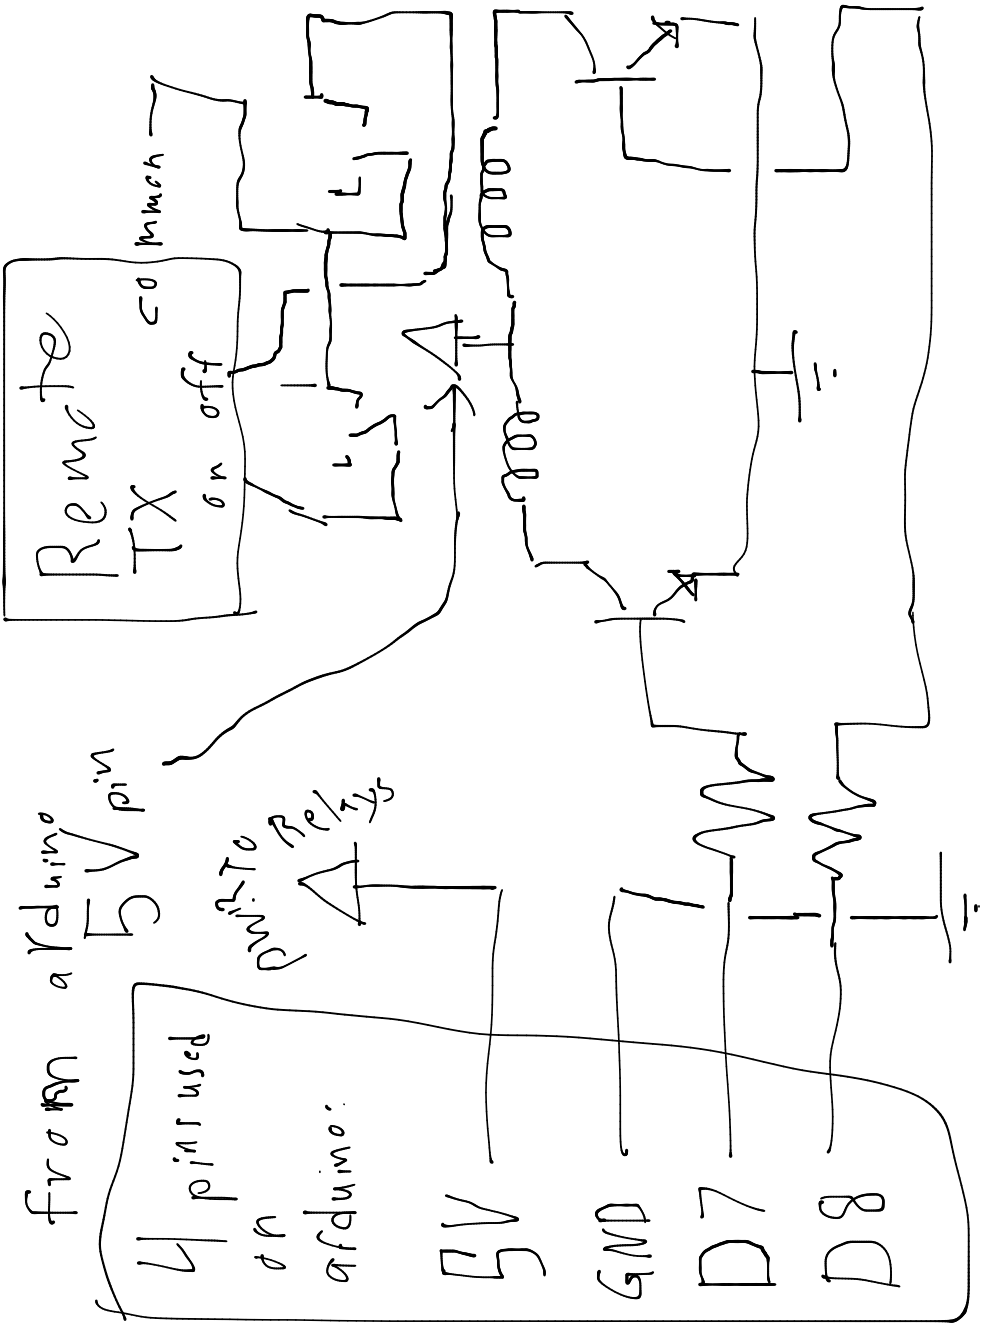 from arduino
5V pin
4 pins used
on
arduino:
5V
GND
D7
D8
pwr TO
Relays
Remote
TX
on off common